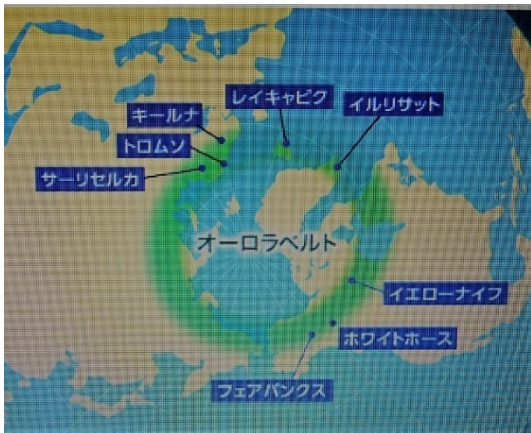 レイキャビク
イルリサット
キールナ
トロムソ
サーリセルカ
オーロラベルト
イエローナイフ
ホワイトホース
フェアバンクス